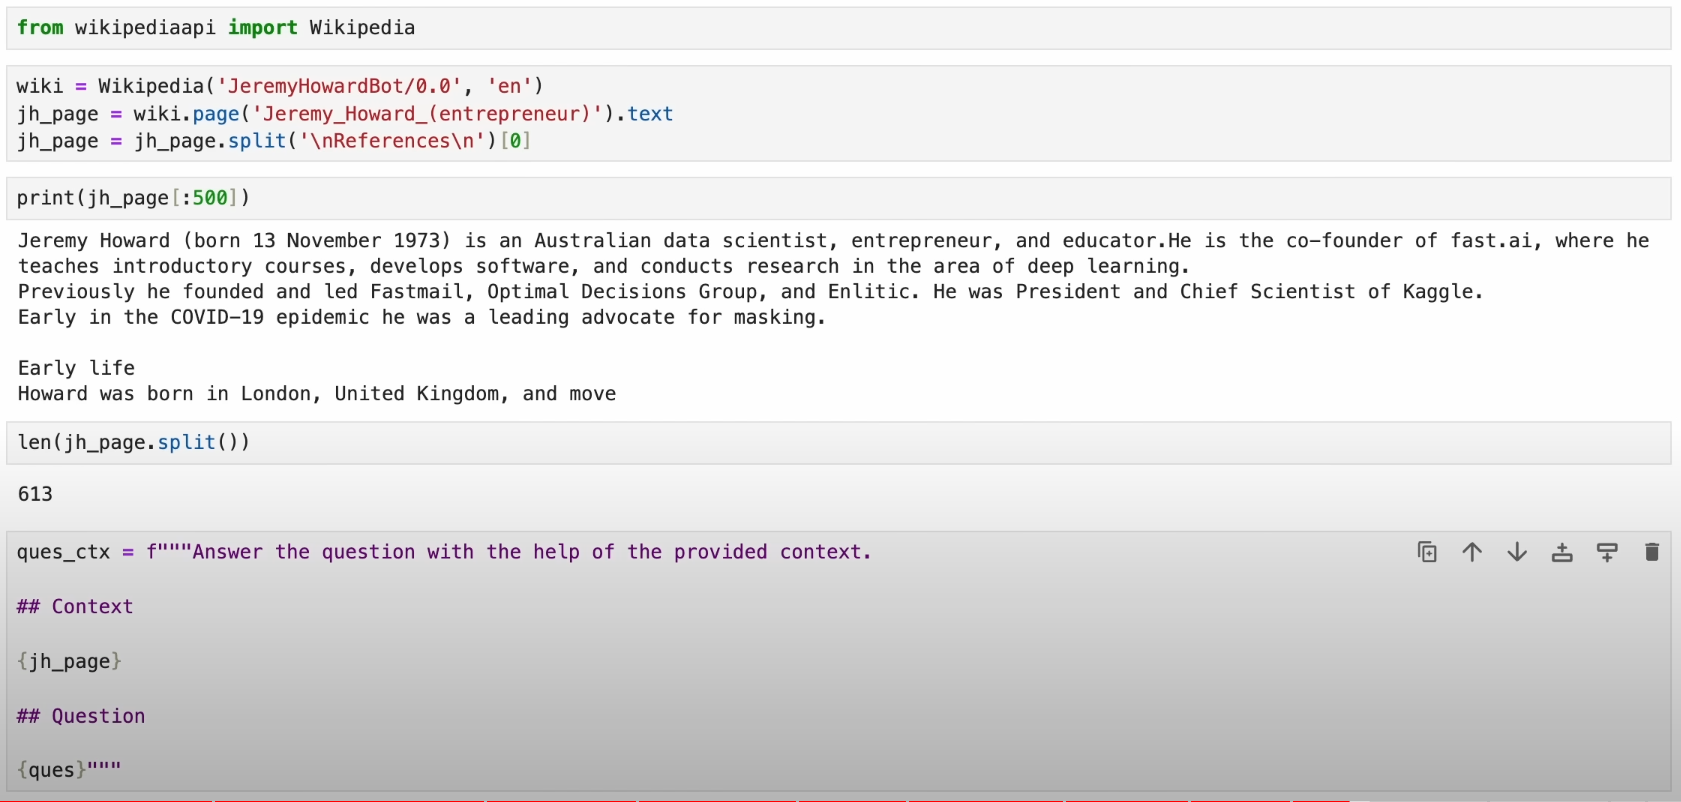 from wikipediaapi import Wikipedia
wiki = Wikipedia('JeremyHowardBot/0.0', 'en')
jh_page = wiki.page('Jeremy_Howard_(entrepreneur)').text
jh_page = jh_page.split('\nReferences\n')[0]
print(jh_page[:500])
Jeremy Howard (born 13 November 1973) is an Australian data scientist, entrepreneur, and educator.He is the co-founder of fast.ai, where he
teaches introductory courses, develops software, and conducts research in the area of deep learning.
Previously he founded and led Fastmail, Optimal Decisions Group, and Enlitic. He was President and Chief Scientist of Kaggle.
Early in the COVID-19 epidemic he was a leading advocate for masking.
Early life
Howard was born in London, United Kingdom, and move
len(jh_page.split())
613
ques_ctx = f"""Answer the question with the help of the provided context.
## Context
{jh_page}
## Question
{ques}"""